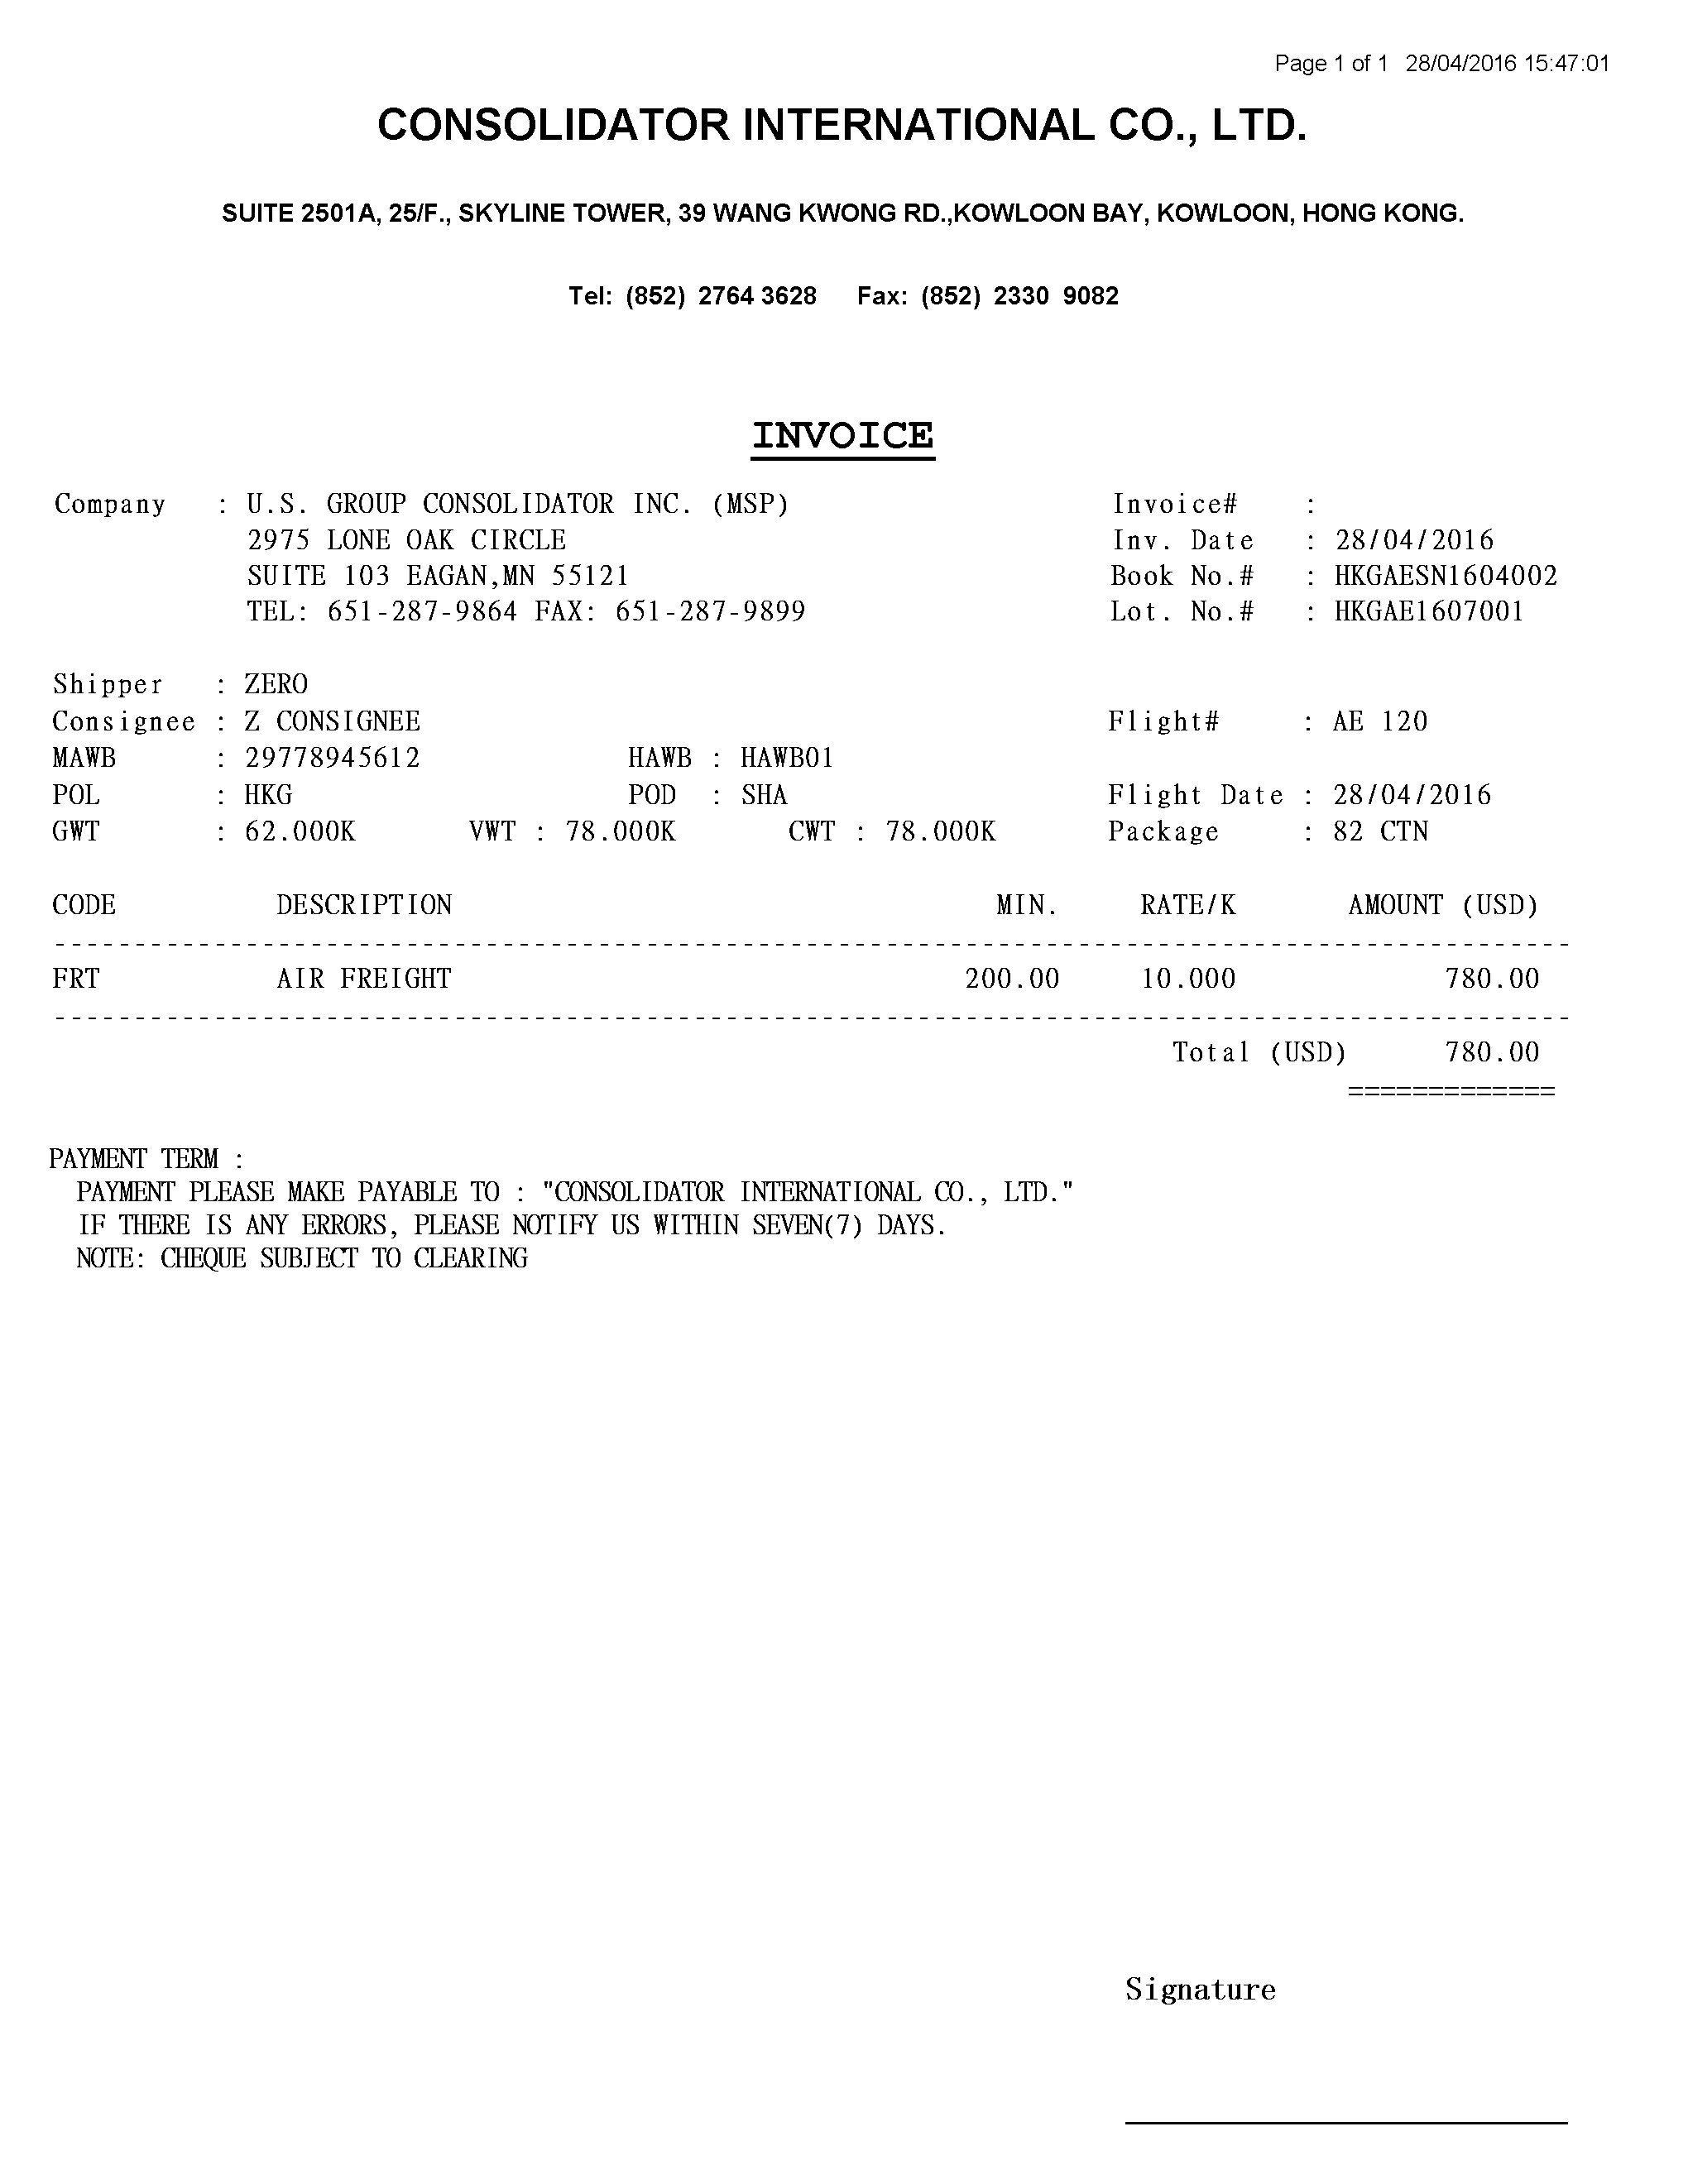 Page 1 of 1 28/04/2016 15:47:01
CONSOLIDATOR INTERNATIONAL CO., LTD.
SUITE 2501A, 25/F., SKYLINE TOWER, 39 WANG KWONG RD.,KOWLOON BAY, KOWLOON, HONG KONG.
Tel: (852) 2764 3628 Fax: (852) 2330 9082
INVOICE
Company : U.S. GROUP CONSOLIDATOR INC. (MSP) Invoice# :
2975 LONE OAK CIRCLE Inv. Date : 28/04/2016
SUITE 103 EAGAN,MN 55121 Book No.# : HKGAESN1604002
TEL: 651-287-9864 FAX: 651-287-9899 Lot. No.# : HKGAE1607001
Shipper : ZERO
Consignee : Z CONSIGNEE Flight# : AE 120
MAWB : 29778945612 HAWB : HAWB01
POL : HKG POD : SHA Flight Date : 28/04/2016
GWT : 62.000K VWT : 78.000K CWT : 78.000K Package : 82 CTN
CODE DESCRIPTION MIN. RATE/K AMOUNT (USD)
FRT AIR FREIGHT 200.00 10.000 780.00
Total (USD) 780.00
=============
PAYMENT TERM :
PAYMENT PLEASE MAKE PAYABLE TO : "CONSOLIDATOR INTERNATIONAL CO., LTD."
IF THERE IS ANY ERRORS, PLEASE NOTIFY US WITHIN SEVEN(7) DAYS.
NOTE: CHEQUE SUBJECT TO CLEARING
Signature